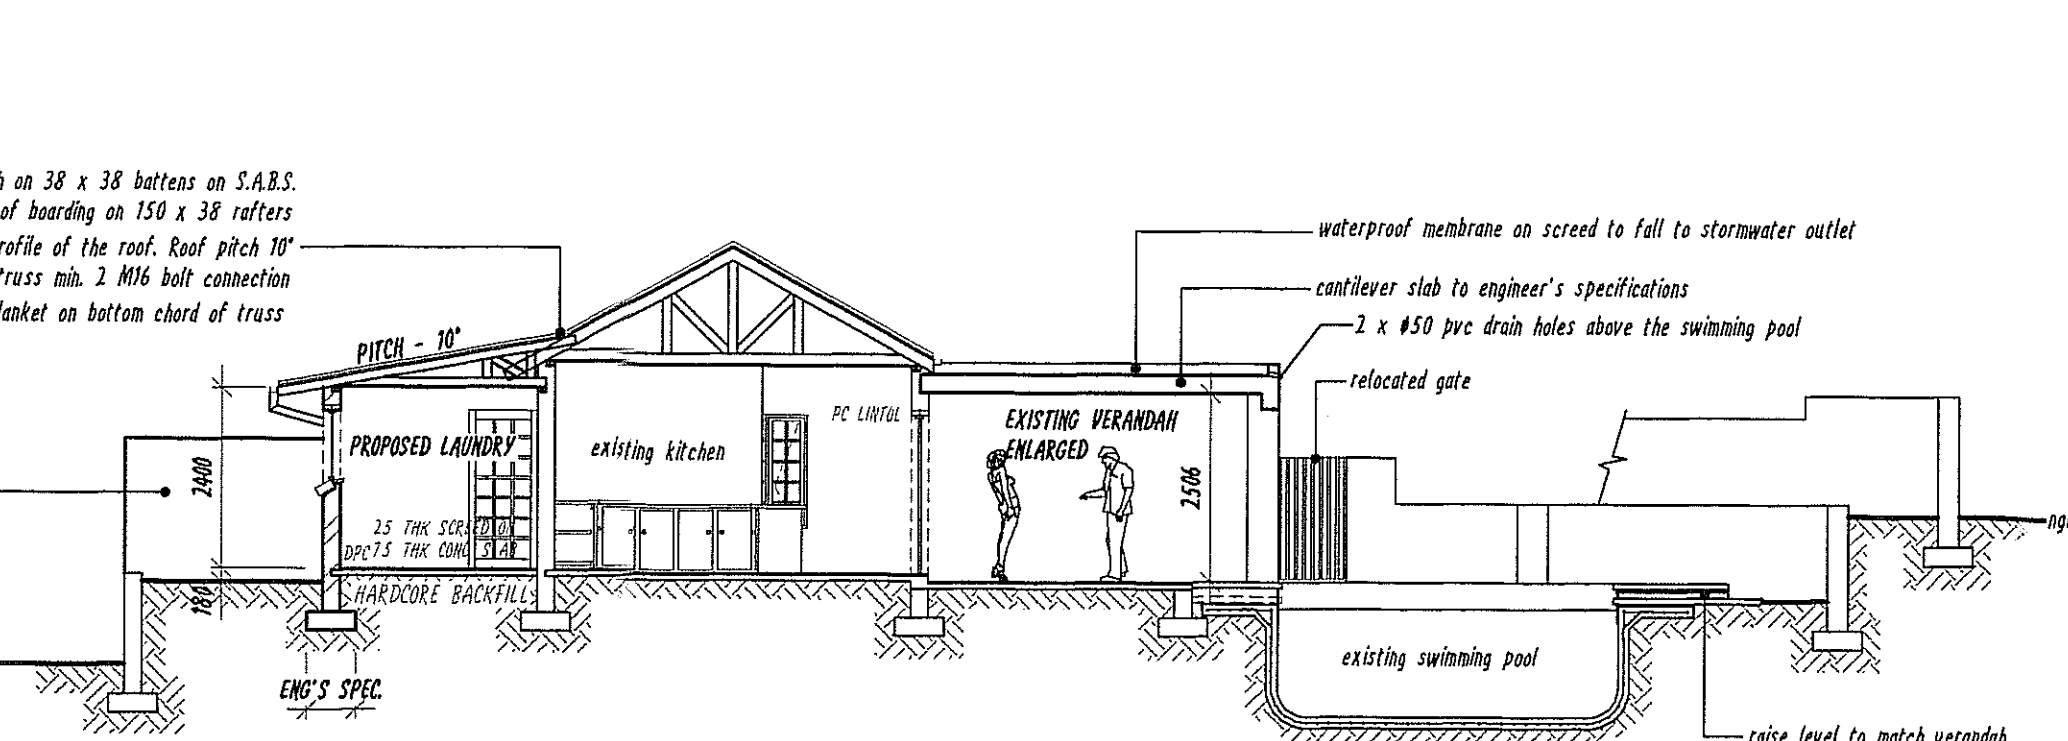 on 38 x 38 battens on S.A.B.S.
of boarding on 150 x 38 rafters
rofile of the roof. Roof pitch 10°
truss min. 2 M16 bolt connection
lanket on bottom chord of truss
PITCH - 10°
waterproof membrane on screed to fall to stormwater outlet
cantilever slab to engineer's specifications
2 x ø50 pvc drain holes above the swimming pool
relocated gate
PC LINTOL
EXISTING VERANDAH
ENLARGED
PROPOSED LAUNDRY
existing kitchen
2400
2506
25 THK SCREED ON
DPC 75 THK CONC SLAB
180
HARDCORE BACKFILL
ng
existing swimming pool
ENG'S SPEC.
raise level to match verandah